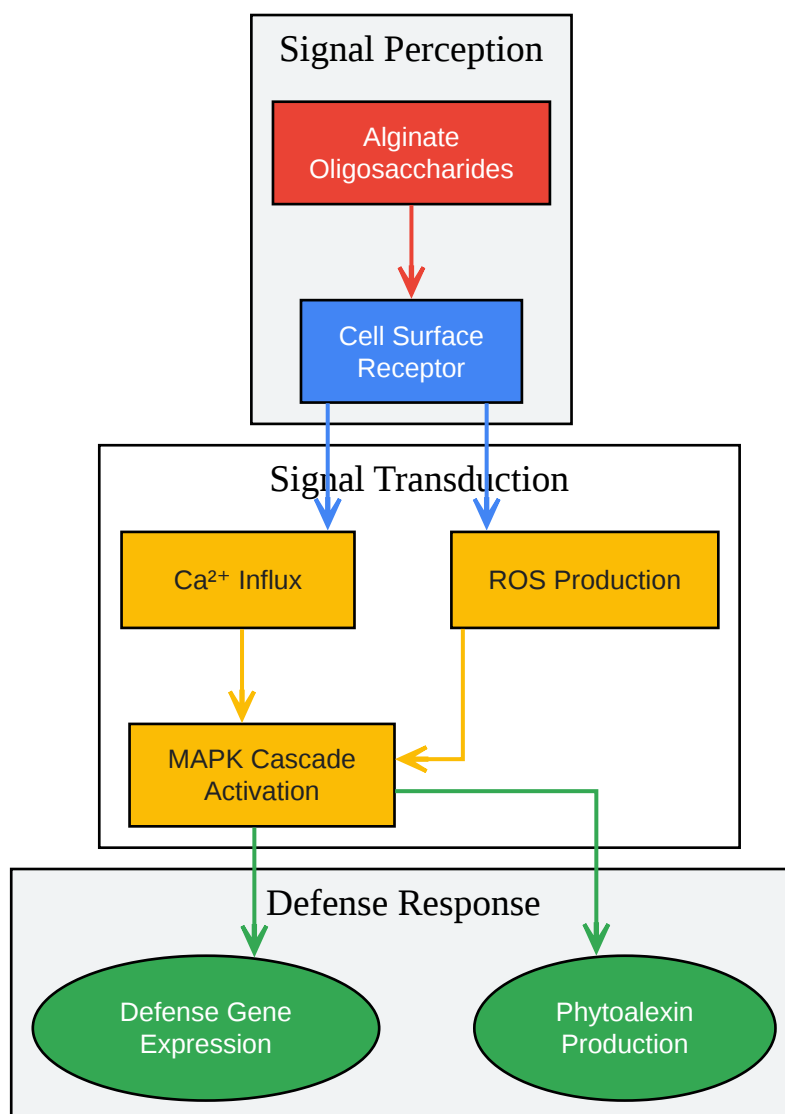 Signal Perception
Alginate
Oligosaccharides
Cell Surface
Receptor
Signal Transduction
Ca²⁺ Influx
ROS Production
MAPK Cascade
Activation
Defense Response
Defense Gene
Expression
Phytoalexin
Production